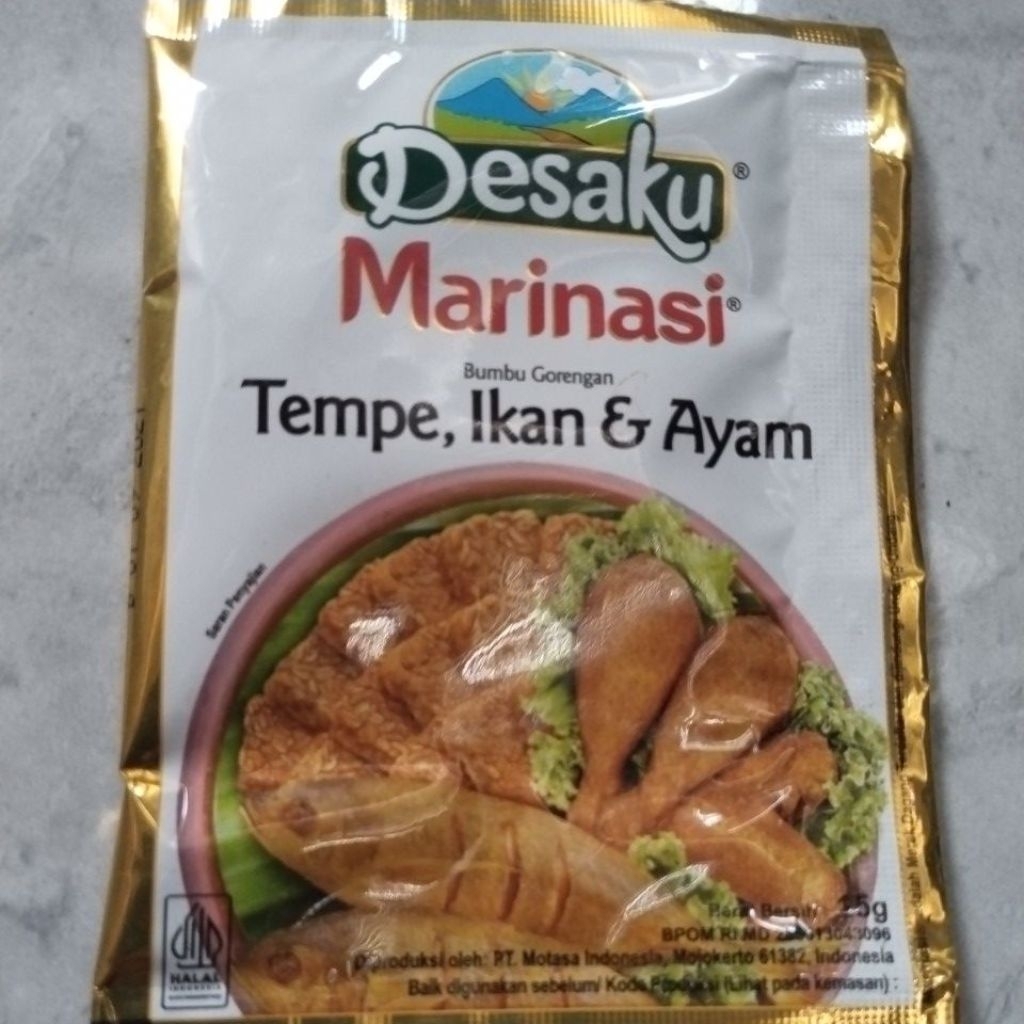 Desaku®
Marinasi®
Bumbu Gorengan
Tempe, Ikan & Ayam
Saran Penyajian
HALAL
INDONESIA
Berat Bersih
BPOM RI MD
Diproduksi oleh: PT. Motasa Indonesia, Mojokerto 61382, Indonesia
Baik digunakan sebelum/ Kode Produksi (Lihat pada kemasan) :